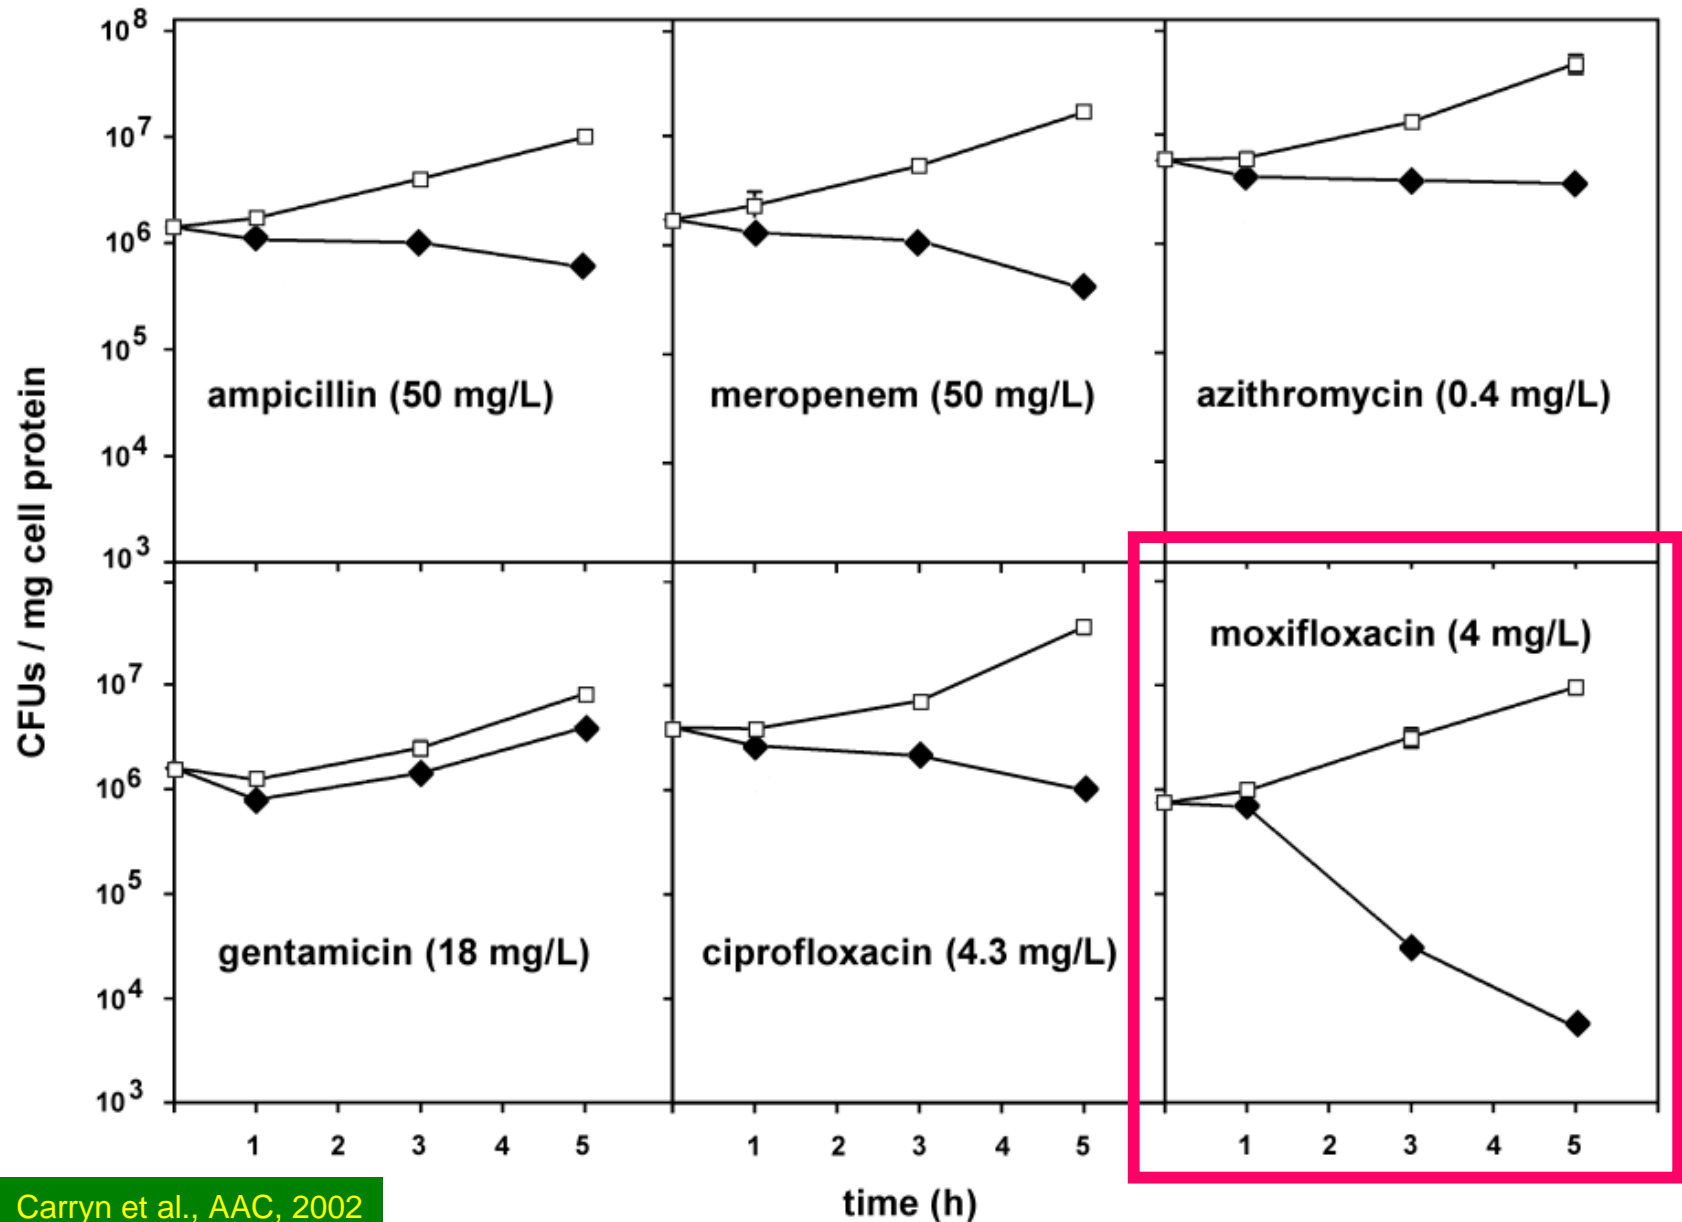 CFUs / mg cell protein
10^8
10^7
10^6
10^5
10^4
10^3
ampicillin (50 mg/L)
meropenem (50 mg/L)
azithromycin (0.4 mg/L)
10^7
10^6
10^5
10^4
10^3
gentamicin (18 mg/L)
ciprofloxacin (4.3 mg/L)
moxifloxacin (4 mg/L)
1 2 3 4 5
1 2 3 4 5
1 2 3 4 5
time (h)
Carryn et al., AAC, 2002